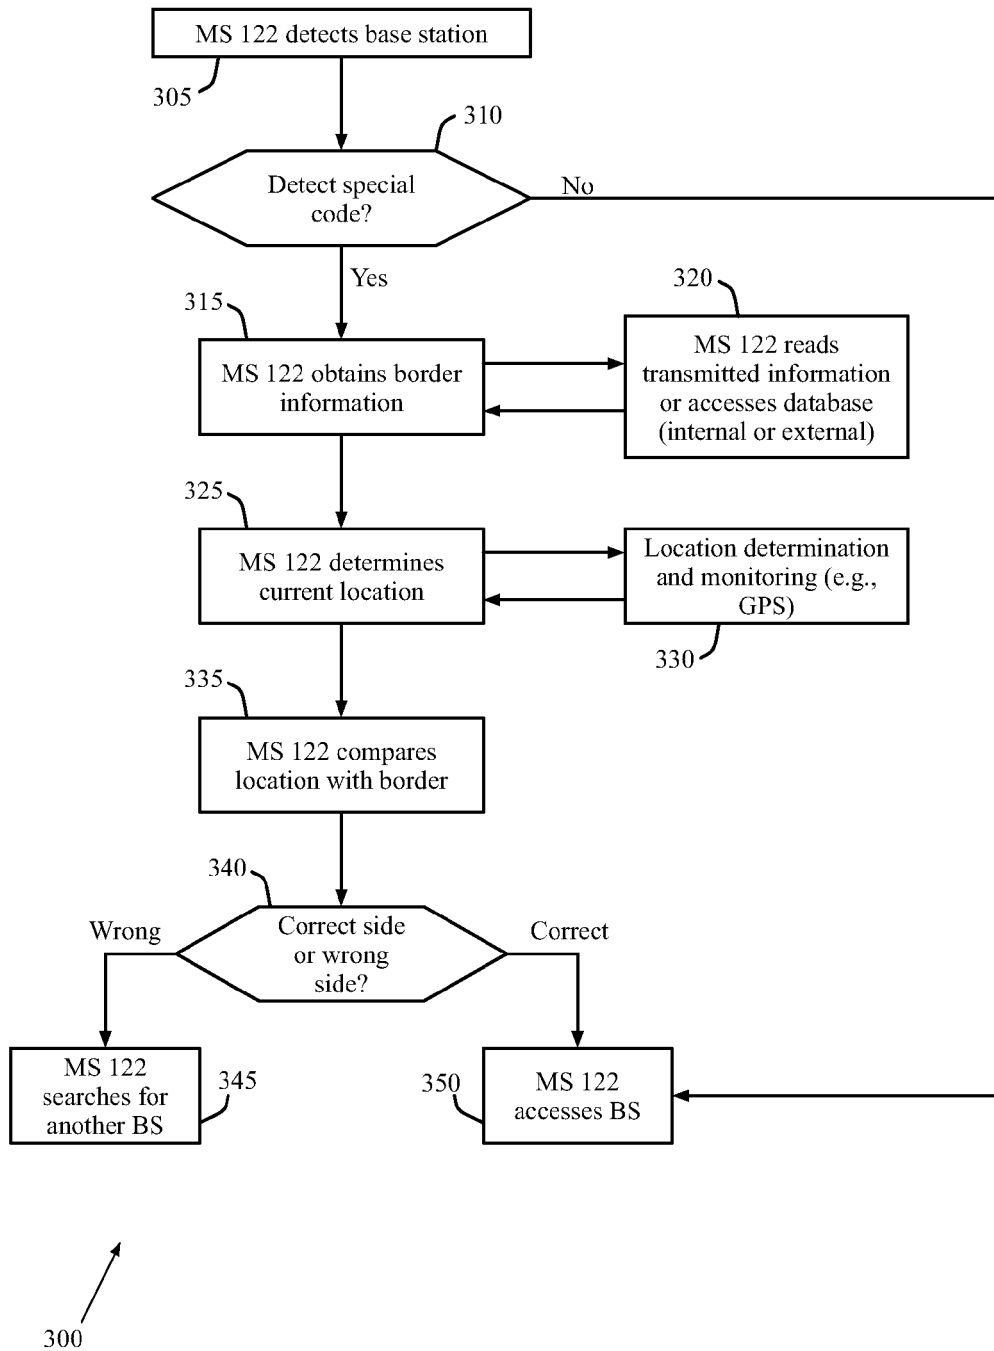 MS 122 detects base station
305
310
Detect special
code?
No
Yes
315
320
MS 122 obtains border
information
MS 122 reads
transmitted information
or accesses database
(internal or external)
325
MS 122 determines
current location
Location determination
and monitoring (e.g.,
GPS)
330
335
MS 122 compares
location with border
340
Wrong
Correct side
or wrong
side?
Correct
MS 122
searches for
another BS
345
350
MS 122
accesses BS
300